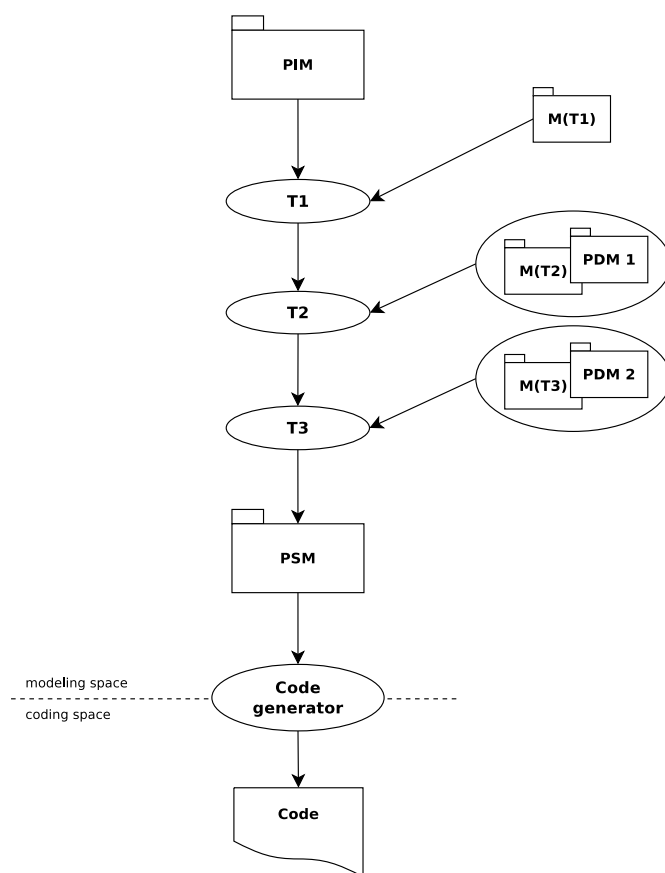 PIM
M(T1)
T1
PDM 1
M(T2)
T2
PDM 2
M(T3)
T3
PSM
modeling space
Code
generator
coding space
Code